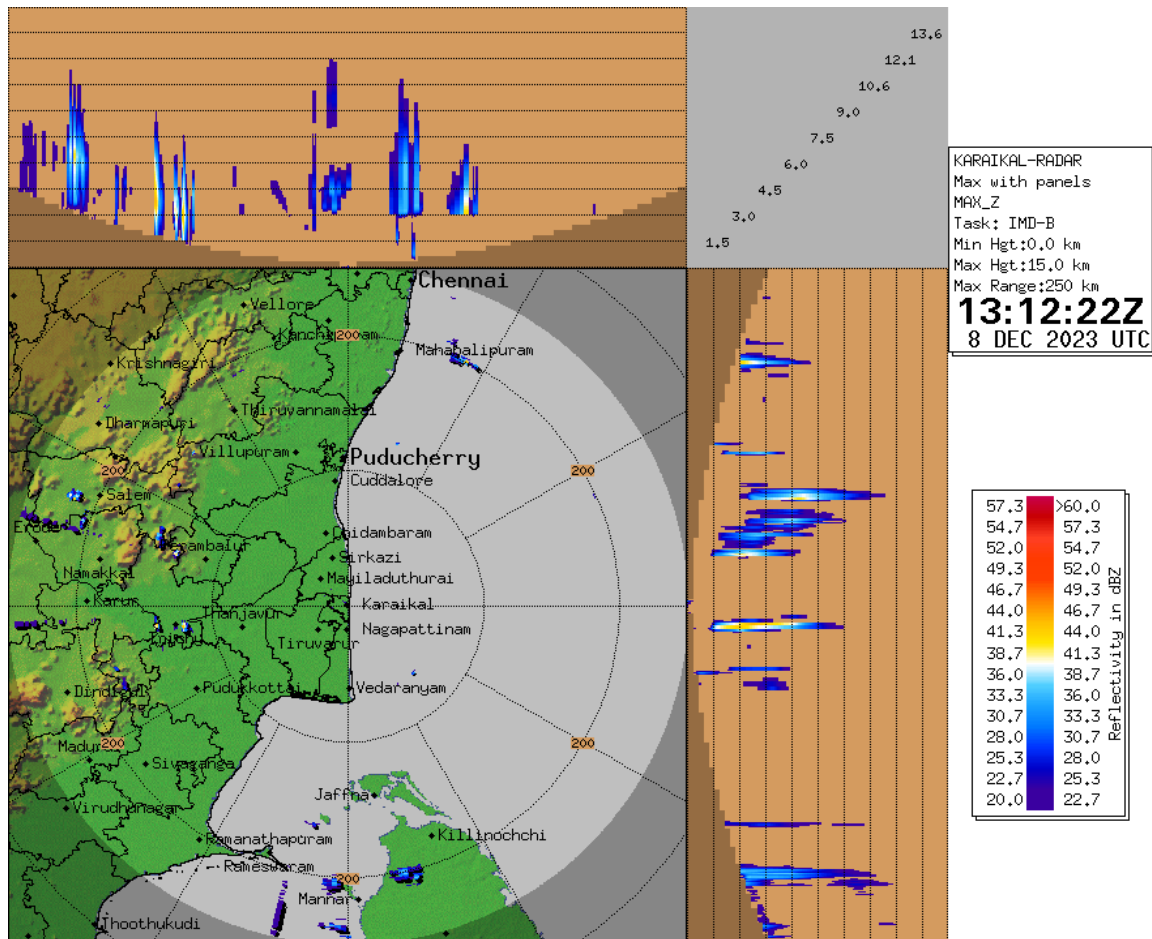 13.6
12.1
10.6
9.0
7.5
6.0
4.5
3.0
1.5
KARAIKAL-RADAR
Max with panels
MAX_Z
Task: IMD-B
Min Hgt:0.0 km
Max Hgt:15.0 km
Max Range:250 km
13:12:22Z
8 DEC 2023 UTC
Chennai
Vellore
200
Mahabalipuram
Krishnagiri
Thiruvannamalai
Dharmapuri
Villupuram
Puducherry
200
200
Cuddalore
Salem
Erode
Chidambaram
Perambalur
Sirkazi
Namakkal
Mayiladuthurai
Karur
Karaikal
Thanjavur
Nagapattinam
Tiruvarur
Dindigul
Pudukkottai
Vedaranyam
200
200
Sivaganga
Jaffna
Virudhunagar
Killinochchi
Ramanathapuram
Rameswaram
200
Mannar
Thoothukudi
57.3 >60.0
54.7 57.3
52.0 54.7
49.3 52.0
46.7 49.3
44.0 46.7
41.3 44.0
38.7 41.3
36.0 38.7
33.3 36.0
30.7 33.3
28.0 30.7
25.3 28.0
22.7 25.3
20.0 22.7
Reflectivity in dBZ